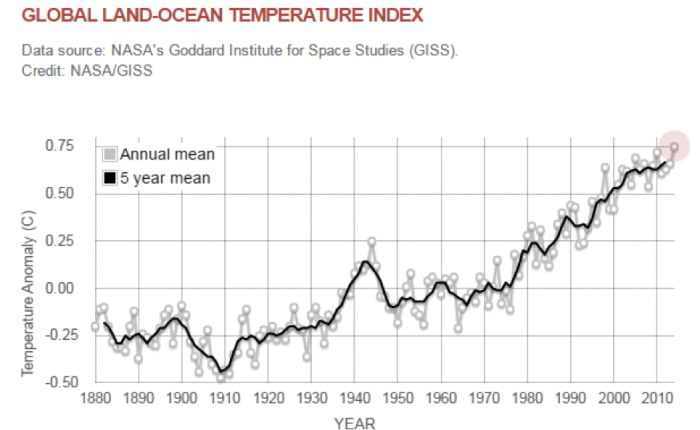 GLOBAL LAND-OCEAN TEMPERATURE INDEX
Data source: NASA's Goddard Institute for Space Studies (GISS).
Credit: NASA/GISS
0.75
Annual mean
5 year mean
0.50
0.25
0.00
-0.25
-0.50
Temperature Anomaly (C)
1880 1890 1900 1910 1920 1930 1940 1950 1960 1970 1980 1990 2000 2010
YEAR